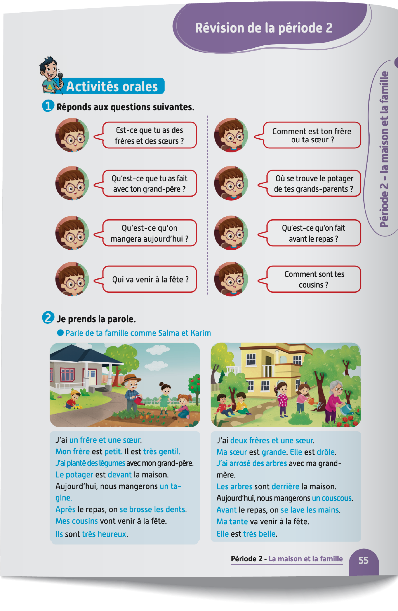 Révision de la période 2
Activités orales
1 Réponds aux questions suivantes.
Est-ce que tu as des
frères et des sœurs ?
Comment est ton frère
ou ta sœur ?
Qu'est-ce que tu as fait
avec ton grand-père ?
Où se trouve le potager
de tes grands-parents ?
Qu'est-ce qu'on
mangera aujourd'hui ?
Qu'est-ce qu'on fait
avant le repas ?
Qui va venir à la fête ?
Comment sont tes
cousins ?
2 Je prends la parole.
Parle de ta famille comme Salma et Karim
J'ai un frère et une sœur.
Mon frère est petit. Il est très gentil.
J'ai planté des légumes avec mon grand-père.
Le potager est devant la maison.
Aujourd'hui, nous mangerons un ta-
gine.
Après le repas, on se brosse les dents.
Mes cousins vont venir à la fête.
Ils sont très heureux.
J'ai deux frères et une sœur.
Ma sœur est grande. Elle est drôle.
J'ai arrosé des arbres avec ma grand-
mère.
Les arbres sont derrière la maison.
Aujourd'hui, nous mangerons un couscous.
Avant le repas, on se lave les mains.
Ma tante va venir à la fête.
Elle est très belle.
Période 2 - La maison et la famille
55
Période 2 - la maison et la famille